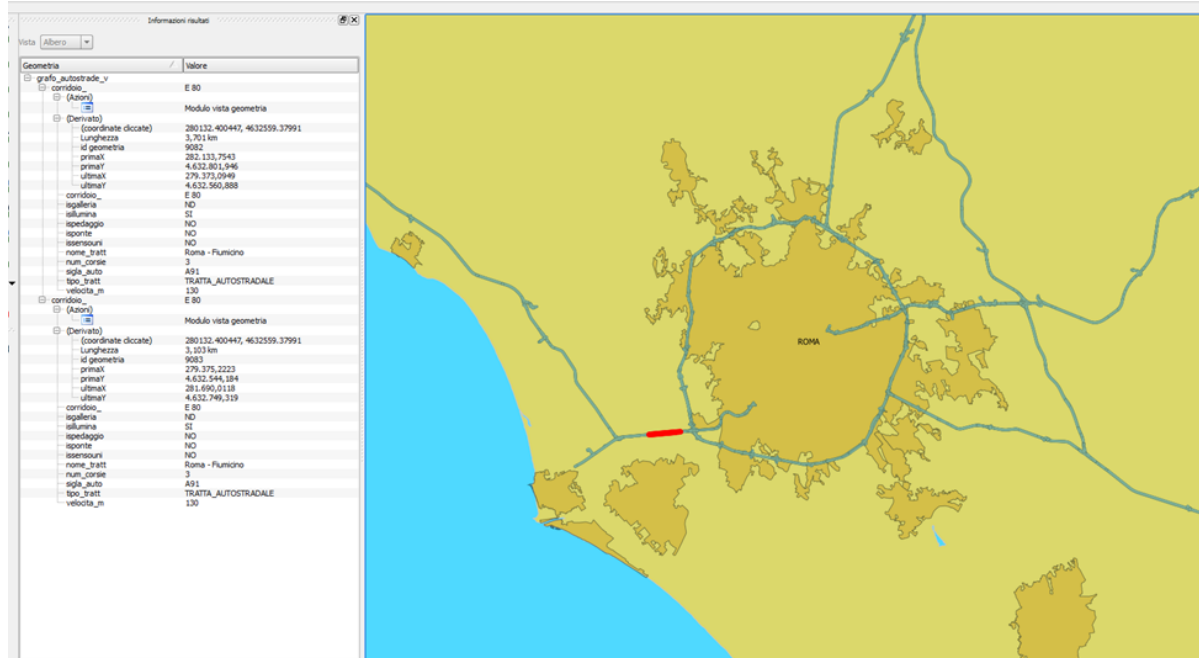 Informazioni risultati
Vista Albero
Geometria Valore
grafo_autostrade_v
corridoio_ E 80
(Azioni)
Modulo vista geometria
(Derivato)
(coordinate cliccate) 280132.400447, 4632559.37991
Lunghezza 3,701 km
id geometria 9082
primaX 282.133,7543
primaY 4.632.801,946
ultimaX 279.373,0949
ultimaY 4.632.560,888
corridoio_ E 80
isgalleria ND
isillumina SI
ispedaggio NO
isponte NO
issensouni NO
nome_tratt Roma - Fiumicino
num_corsie 3
sigla_auto A91
tipo_tratt TRATTA_AUTOSTRADALE
velocita_m 130
corridoio_ E 80
(Azioni)
Modulo vista geometria
(Derivato)
(coordinate cliccate) 280132.400447, 4632559.37991
Lunghezza 3,103 km
id geometria 9083
primaX 279.375,2223
primaY 4.632.544,184
ultimaX 281.690,0118
ultimaY 4.632.749,319
corridoio_ E 80
isgalleria ND
isillumina SI
ispedaggio NO
isponte NO
issensouni NO
nome_tratt Roma - Fiumicino
num_corsie 3
sigla_auto A91
tipo_tratt TRATTA_AUTOSTRADALE
velocita_m 130
ROMA